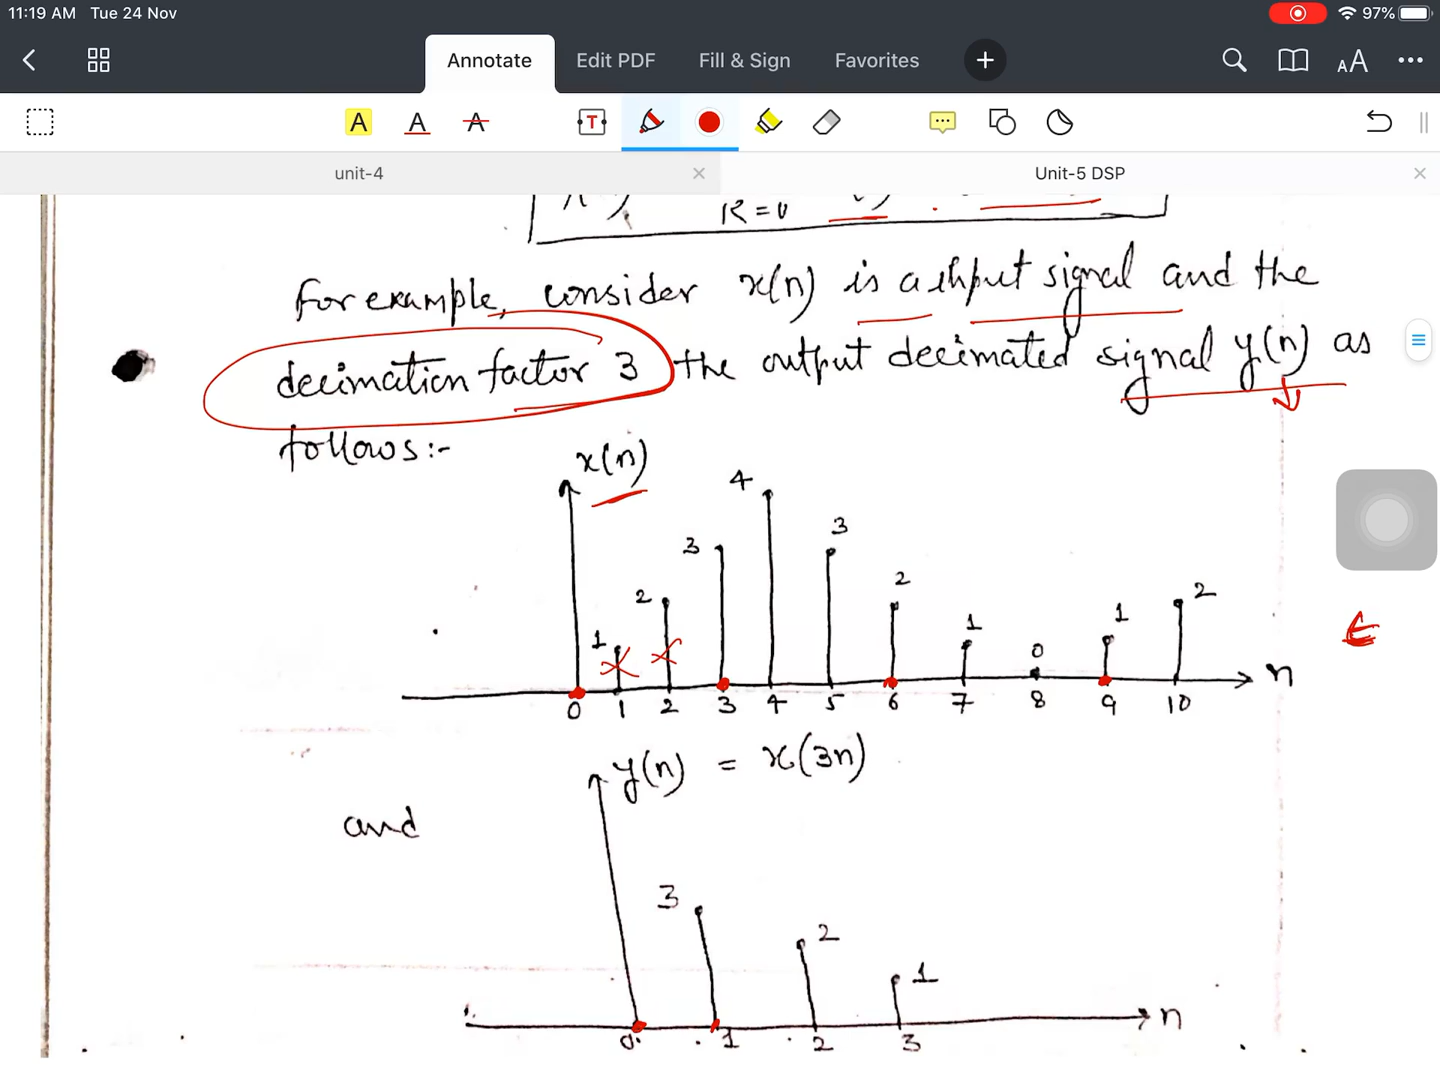 11:19 AM Tue 24 Nov
97%
Annotate Edit PDF Fill & Sign Favorites
A A A T AA
unit-4 Unit-5 DSP
K=0
For example, consider x(n) is a input signal and the
decimation factor 3 the output decimated signal y(n) as
follows:-
x(n)
1 2 3 4 3 2 1 0 1 2
0 1 2 3 4 5 6 7 8 9 10 n
y(n) = x(3n)
and
3 2 1
0 1 2 3 n